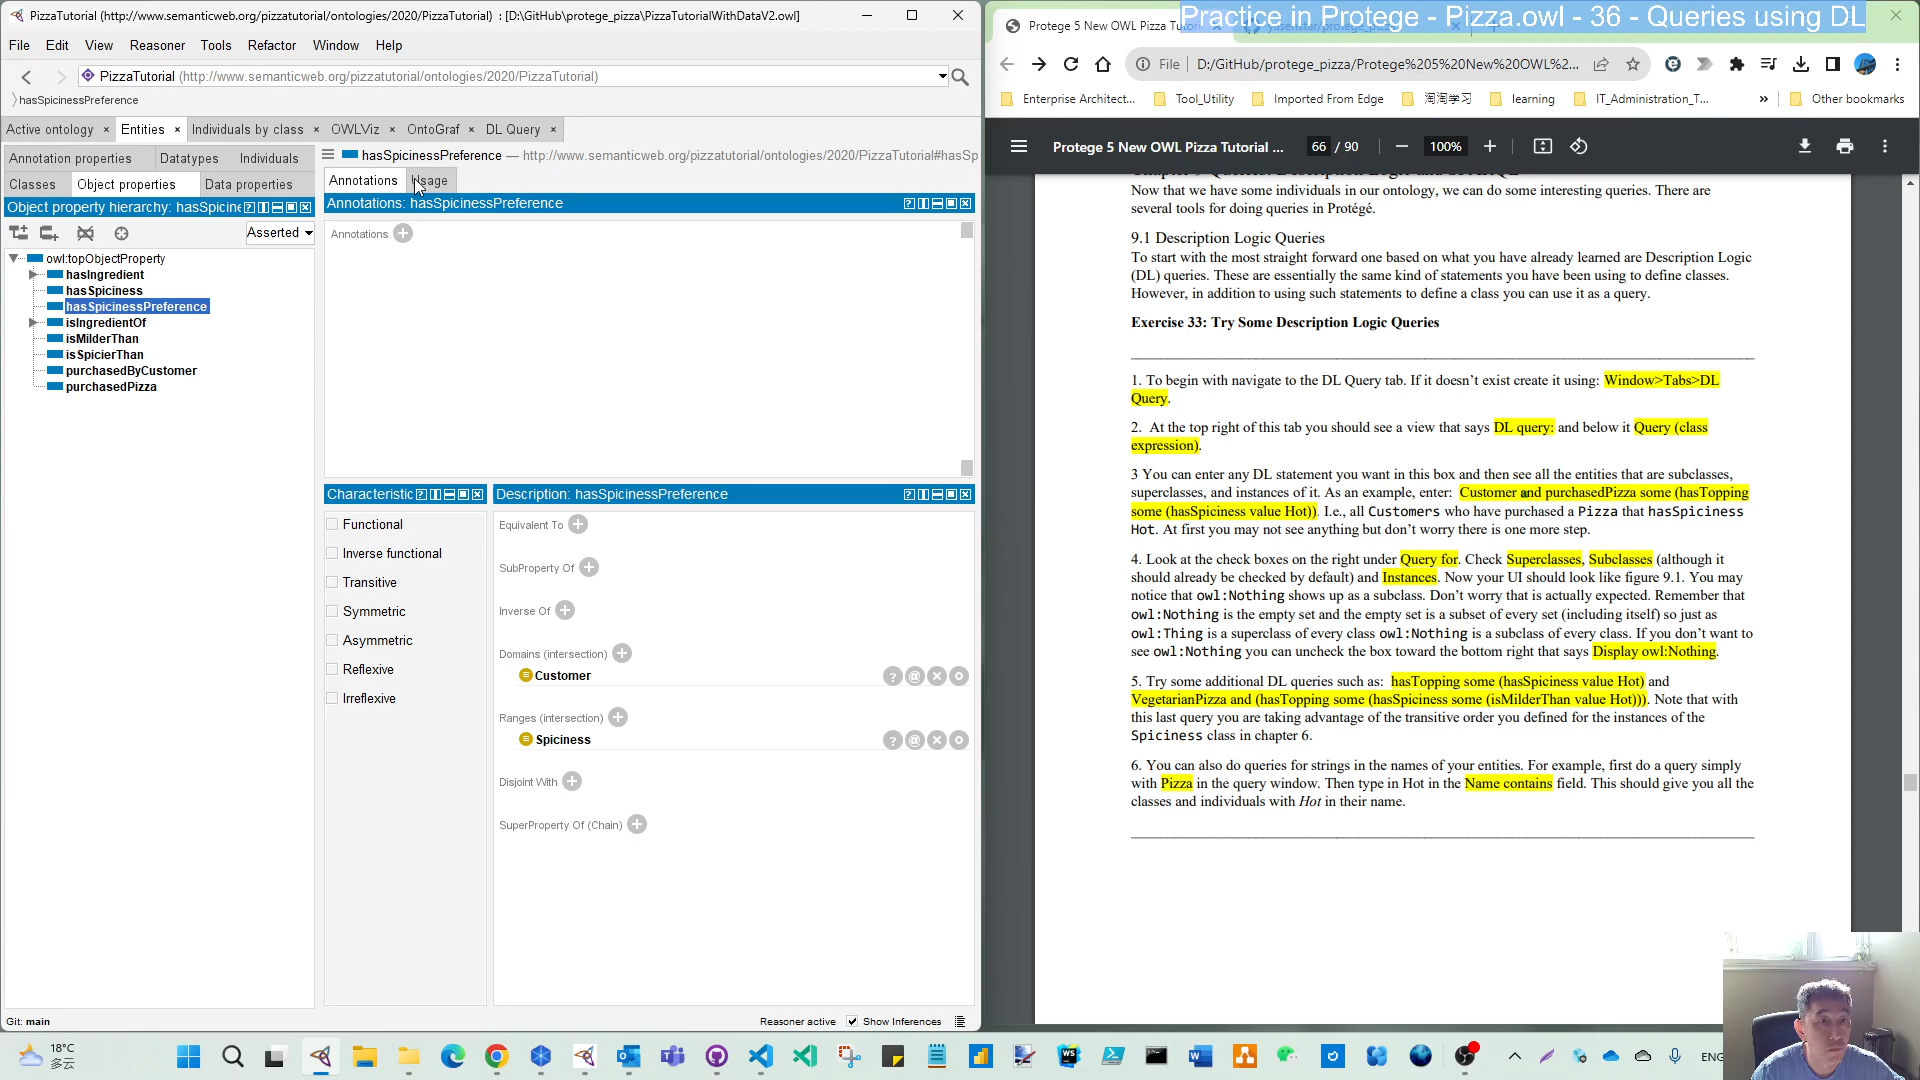 PizzaTutorial (http://www.semanticweb.org/pizzatutorial/ontologies/2020/PizzaTutorial) : [D:\GitHub\protege_pizza\PizzaTutorialWithDataV2.owl]
File Edit View Reasoner Tools Refactor Window Help
PizzaTutorial (http://www.semanticweb.org/pizzatutorial/ontologies/2020/PizzaTutorial)
hasSpicinessPreference
Active ontology × Entities × Individuals by class × OWLViz × OntoGraf × DL Query ×
Annotation properties Datatypes Individuals
Classes Object properties Data properties
Object property hierarchy: hasSpicine
Asserted
owl:topObjectProperty
hasIngredient
hasSpiciness
hasSpicinessPreference
isIngredientOf
isMilderThan
isSpicierThan
purchasedByCustomer
purchasedPizza
hasSpicinessPreference — http://www.semanticweb.org/pizzatutorial/ontologies/2020/PizzaTutorial#hasSp
Annotations Usage
Annotations: hasSpicinessPreference
Annotations
Characteristic
Functional
Inverse functional
Transitive
Symmetric
Asymmetric
Reflexive
Irreflexive
Description: hasSpicinessPreference
Equivalent To
SubProperty Of
Inverse Of
Domains (intersection)
Customer
Ranges (intersection)
Spiciness
Disjoint With
SuperProperty Of (Chain)
Git: main
Reasoner active Show Inferences
Practice in Protege - Pizza.owl - 36 - Queries using DL
Protege 5 New OWL Pizza Tutori
File D:/GitHub/protege_pizza/Protege%205%20New%20OWL%2...
Enterprise Architect... Tool_Utility Imported From Edge 淘淘学习 learning IT_Administration_T... » Other bookmarks
Protege 5 New OWL Pizza Tutorial ... 66 / 90 100%
Now that we have some individuals in our ontology, we can do some interesting queries. There are
several tools for doing queries in Protégé.
9.1 Description Logic Queries
To start with the most straight forward one based on what you have already learned are Description Logic
(DL) queries. These are essentially the same kind of statements you have been using to define classes.
However, in addition to using such statements to define a class you can use it as a query.
Exercise 33: Try Some Description Logic Queries
1. To begin with navigate to the DL Query tab. If it doesn't exist create it using: Window>Tabs>DL
Query.
2. At the top right of this tab you should see a view that says DL query: and below it Query (class
expression).
3 You can enter any DL statement you want in this box and then see all the entities that are subclasses,
superclasses, and instances of it. As an example, enter: Customer and purchasedPizza some (hasTopping
some (hasSpiciness value Hot)). I.e., all Customers who have purchased a Pizza that hasSpiciness
Hot. At first you may not see anything but don't worry there is one more step.
4. Look at the check boxes on the right under Query for. Check Superclasses, Subclasses (although it
should already be checked by default) and Instances. Now your UI should look like figure 9.1. You may
notice that owl:Nothing shows up as a subclass. Don't worry that is actually expected. Remember that
owl:Nothing is the empty set and the empty set is a subset of every set (including itself) so just as
owl:Thing is a superclass of every class owl:Nothing is a subclass of every class. If you don't want to
see owl:Nothing you can uncheck the box toward the bottom right that says Display owl:Nothing.
5. Try some additional DL queries such as: hasTopping some (hasSpiciness value Hot) and
VegetarianPizza and (hasTopping some (hasSpiciness some (isMilderThan value Hot))). Note that with
this last query you are taking advantage of the transitive order you defined for the instances of the
Spiciness class in chapter 6.
6. You can also do queries for strings in the names of your entities. For example, first do a query simply
with Pizza in the query window. Then type in Hot in the Name contains field. This should give you all the
classes and individuals with Hot in their name.
18°C
多云
ENG